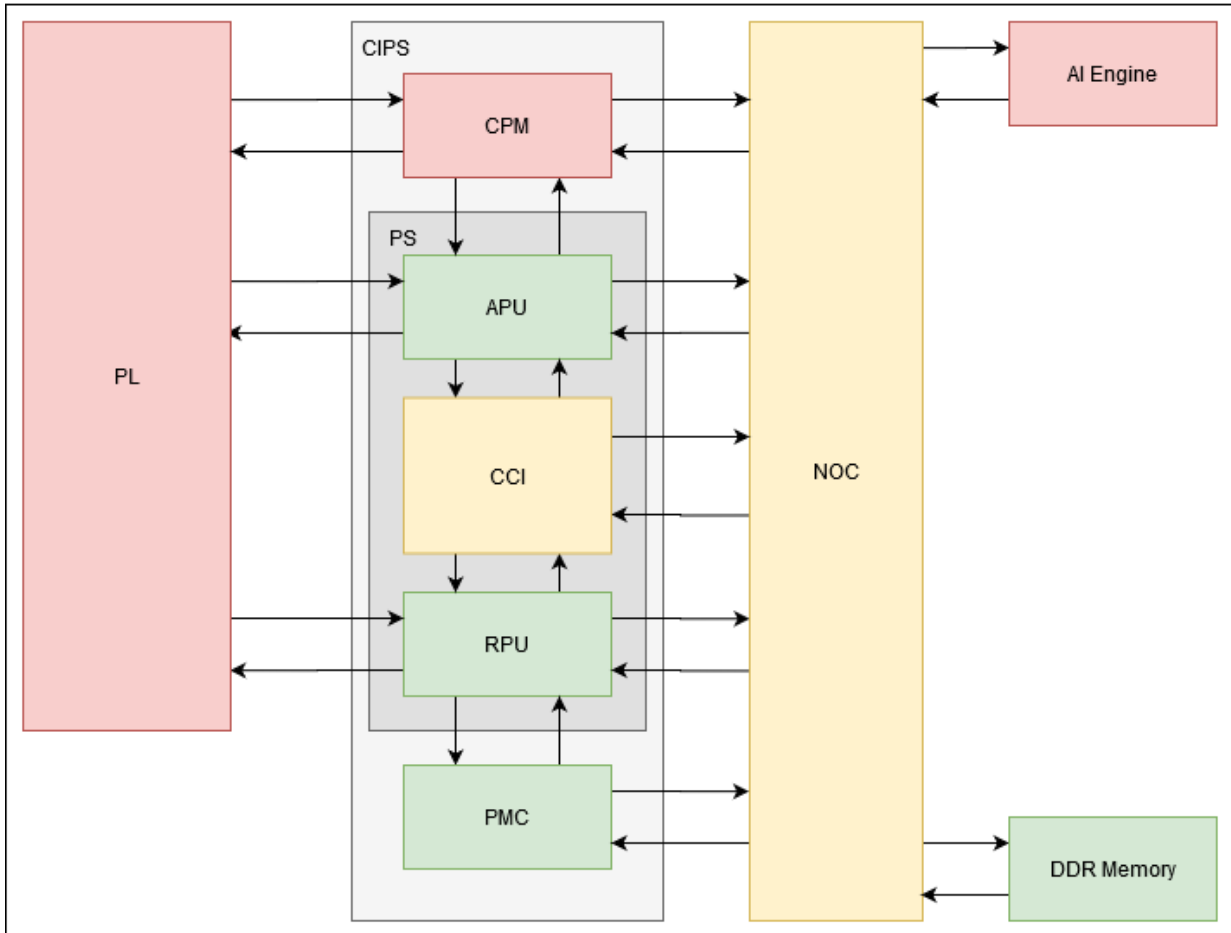 CIPS
AI Engine
CPM
PS
APU
PL
CCI
NOC
RPU
PMC
DDR Memory